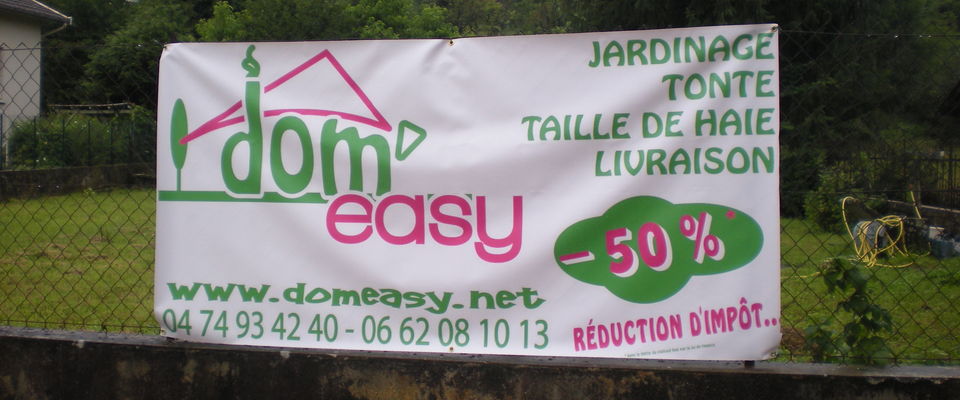 dom'
easy
JARDINAGE
TONTE
TAILLE DE HAIE
LIVRAISON
- 50 % *
www.domeasy.net
04 74 93 42 40 - 06 62 08 10 13
RÉDUCTION D'IMPÔT..